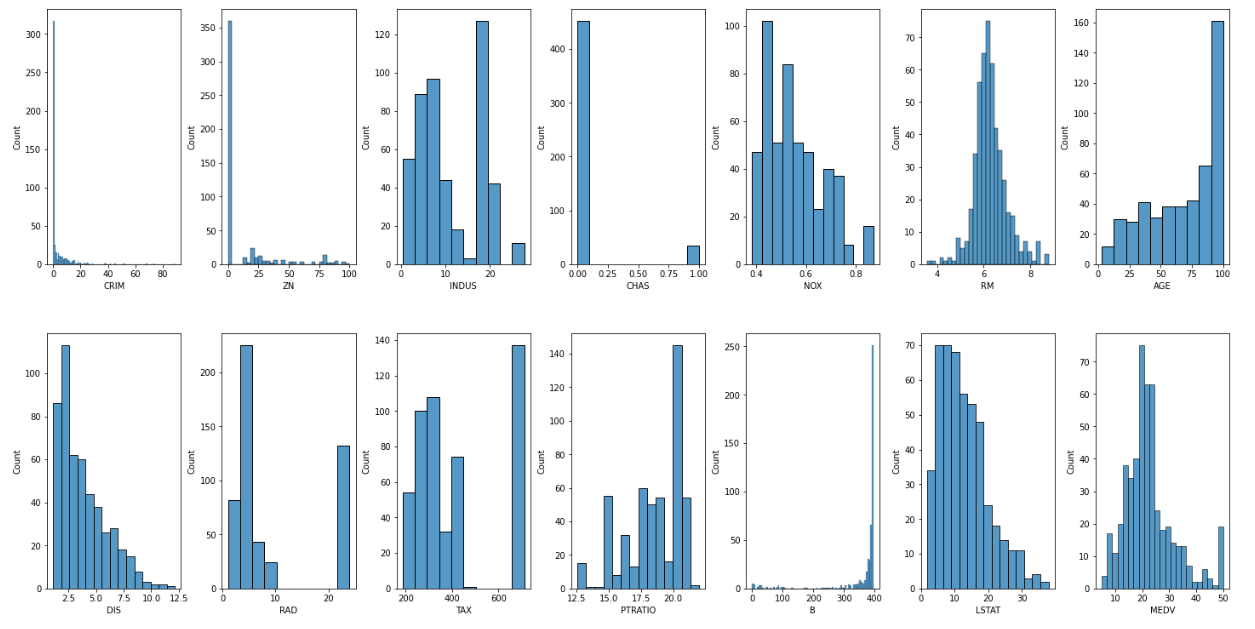 Count
300
250
200
150
100
50
0
0 20 40 60 80
CRIM
Count
350
300
250
200
150
100
50
0
0 25 50 75 100
ZN
Count
120
100
80
60
40
20
0
0 10 20
INDUS
Count
400
300
200
100
0
0.00 0.25 0.50 0.75 1.00
CHAS
Count
100
80
60
40
20
0
0.4 0.6 0.8
NOX
Count
70
60
50
40
30
20
10
0
4 6 8
RM
Count
160
140
120
100
80
60
40
20
0
0 25 50 75 100
AGE
Count
100
80
60
40
20
0
2.5 5.0 7.5 10.0 12.5
DIS
Count
200
150
100
50
0
0 10 20
RAD
Count
120
100
80
60
40
20
0
200 400 600
TAX
Count
140
120
100
80
60
40
20
0
12.5 15.0 17.5 20.0
PTRATIO
Count
250
200
150
100
50
0
0 100 200 300 400
B
Count
70
60
50
40
30
20
10
0
0 10 20 30
LSTAT
Count
70
60
50
40
30
20
10
0
10 20 30 40 50
MEDV